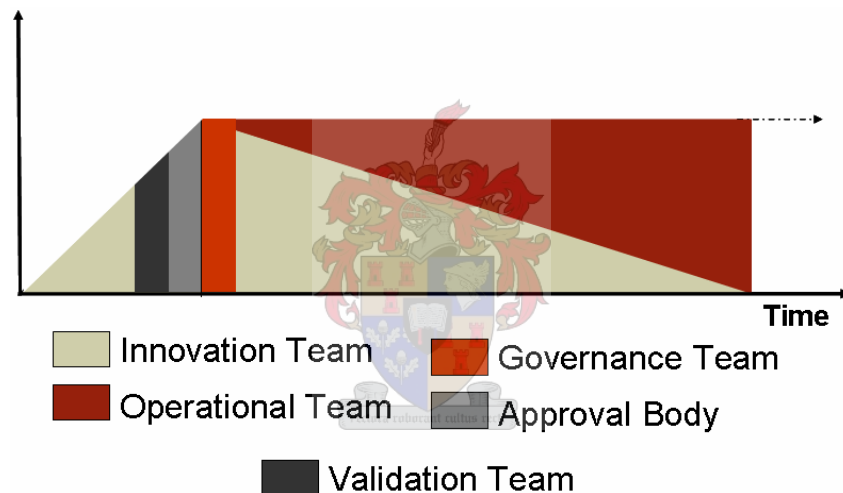 Time
Innovation Team
Governance Team
Operational Team
Approval Body
Validation Team